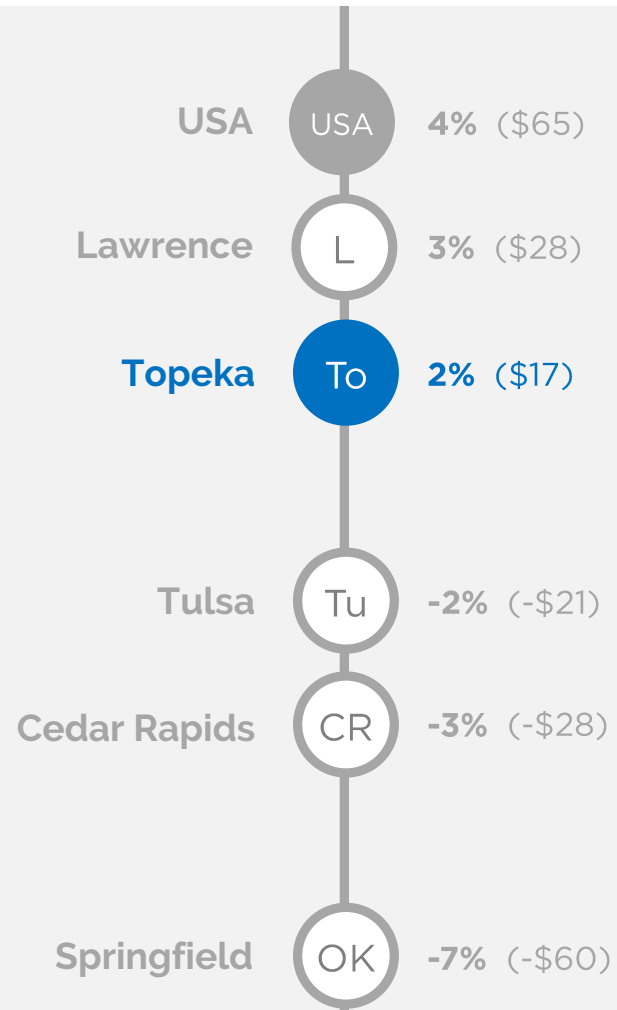 USA USA 4% ($65)
Lawrence L 3% ($28)
Topeka To 2% ($17)
Tulsa Tu -2% (-$21)
Cedar Rapids CR -3% (-$28)
Springfield OK -7% (-$60)